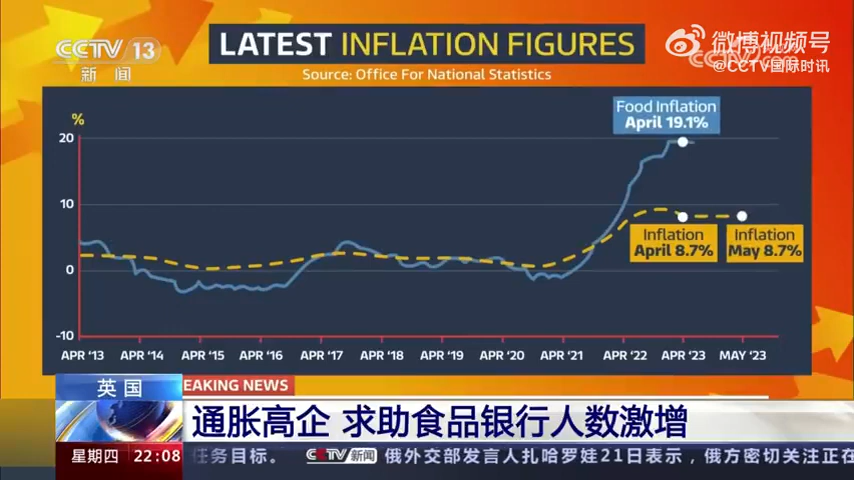 CCTV 13
新闻
LATEST INFLATION FIGURES
Source: Office For National Statistics
微博视频号
@CCTV国际时讯
%
20
10
0
-10
Food Inflation
April 19.1%
Inflation
April 8.7%
Inflation
May 8.7%
APR '13 APR '14 APR '15 APR '16 APR '17 APR '18 APR '19 APR '20 APR '21 APR '22 APR '23 MAY '23
英国
EAKING NEWS
通胀高企 求助食品银行人数激增
星期四 22:08 任务目标。 CCTV新闻 俄外交部发言人扎哈罗娃21日表示，俄方密切关注正在